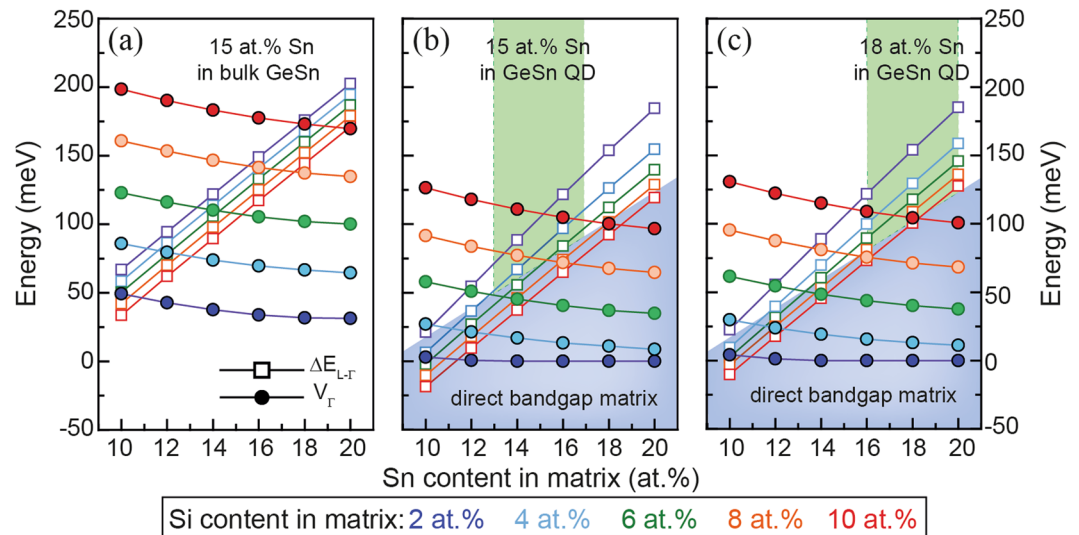 250
200
150
100
50
0
-50
Energy (meV)
(a)
15 at.% Sn
in bulk GeSn
ΔE_L-Γ
V_Γ
10 12 14 16 18 20
(b)
15 at.% Sn
in GeSn QD
direct bandgap matrix
10 12 14 16 18 20
(c)
18 at.% Sn
in GeSn QD
direct bandgap matrix
10 12 14 16 18 20
250
200
150
100
50
0
-50
Energy (meV)
Sn content in matrix (at.%)
Si content in matrix: 2 at.% 4 at.% 6 at.% 8 at.% 10 at.%